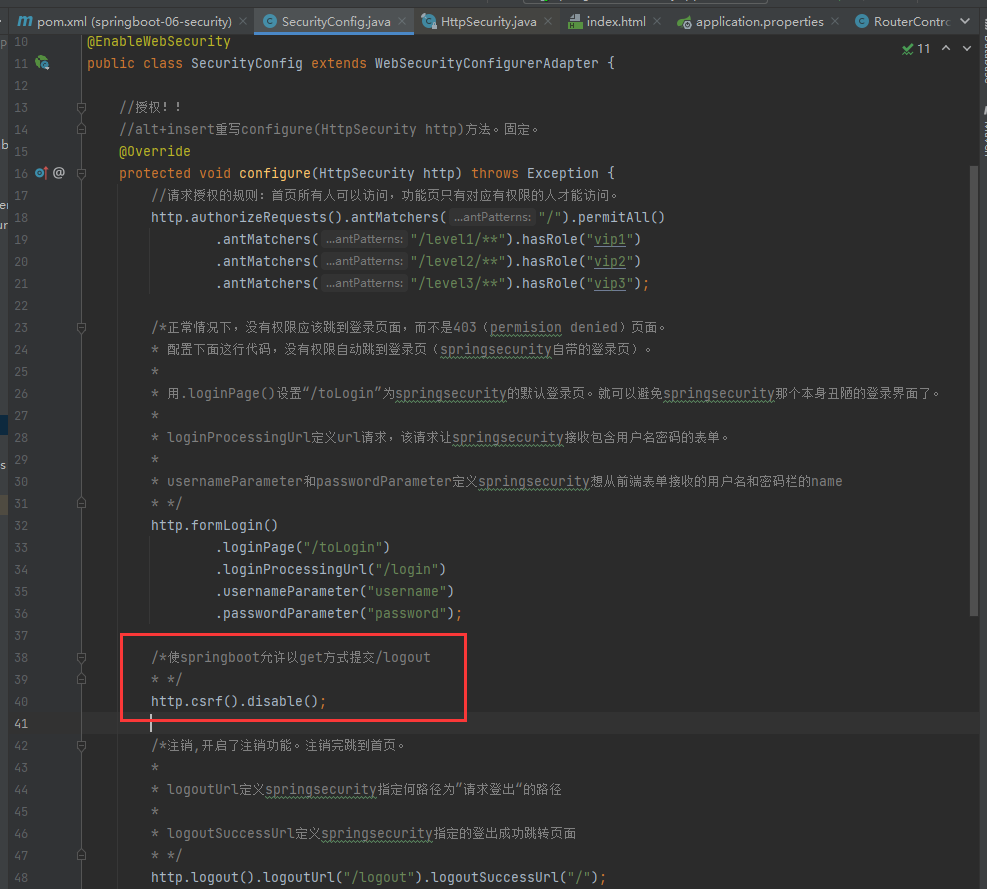 pom.xml (springboot-06-security) SecurityConfig.java HttpSecurity.java index.html application.properties RouterContro
10 @EnableWebSecurity
11 public class SecurityConfig extends WebSecurityConfigurerAdapter { 11
12
13 //授权！！
14 //alt+insert重写configure(HttpSecurity http)方法。固定。
15 @Override
16 @ protected void configure(HttpSecurity http) throws Exception {
17 //请求授权的规则：首页所有人可以访问，功能页只有对应有权限的人才能访问。
18 http.authorizeRequests().antMatchers( ...antPatterns: "/").permitAll()
19 .antMatchers( ...antPatterns: "/level1/**").hasRole("vip1")
20 .antMatchers( ...antPatterns: "/level2/**").hasRole("vip2")
21 .antMatchers( ...antPatterns: "/level3/**").hasRole("vip3");
22
23 /*正常情况下，没有权限应该跳到登录页面，而不是403（permision denied）页面。
24 * 配置下面这行代码，没有权限自动跳到登录页（springsecurity自带的登录页）。
25 *
26 * 用.loginPage()设置“/toLogin”为springsecurity的默认登录页。就可以避免springsecurity那个本身丑陋的登录界面了。
27 *
28 * loginProcessingUrl定义url请求，该请求让springsecurity接收包含用户名密码的表单。
29 *
30 * usernameParameter和passwordParameter定义springsecurity想从前端表单接收的用户名和密码栏的name
31 * */
32 http.formLogin()
33 .loginPage("/toLogin")
34 .loginProcessingUrl("/login")
35 .usernameParameter("username")
36 .passwordParameter("password");
37
38 /*使springboot允许以get方式提交/logout
39 * */
40 http.csrf().disable();
41
42 /*注销,开启了注销功能。注销完跳到首页。
43 *
44 * logoutUrl定义springsecurity指定何路径为”请求登出“的路径
45 *
46 * logoutSuccessUrl定义springsecurity指定的登出成功跳转页面
47 * */
48 http.logout().logoutUrl("/logout").logoutSuccessUrl("/");